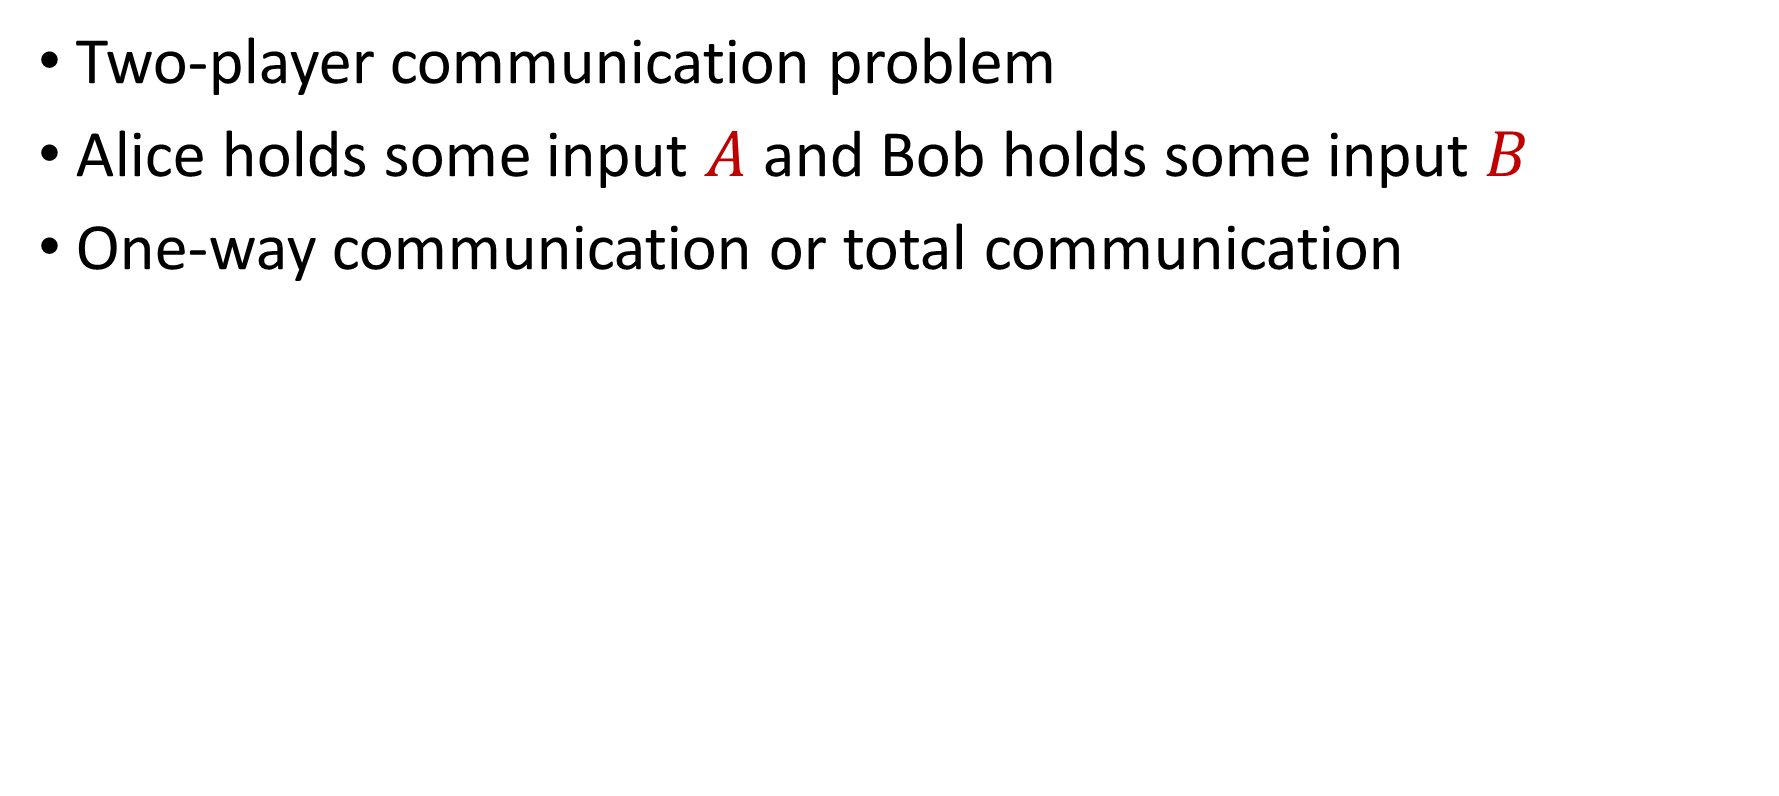 • Two-player communication problem
• Alice holds some input A and Bob holds some input B
• One-way communication or total communication